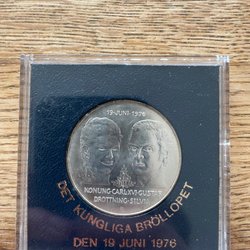 19·JUNI·1976
KONUNG·CARL·XVI·GUSTAF
DROTTNING·SILVIA
DET KUNGLIGA BRÖLLOPET
DEN 19 JUNI 1976